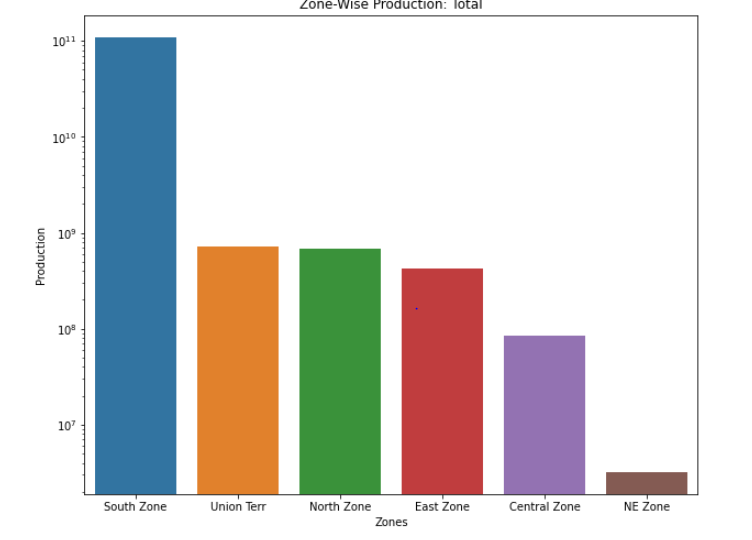 Zone-Wise Production: Total
10¹¹
10¹⁰
10⁹
10⁸
10⁷
Production
South Zone
Union Terr
North Zone
East Zone
Central Zone
NE Zone
Zones